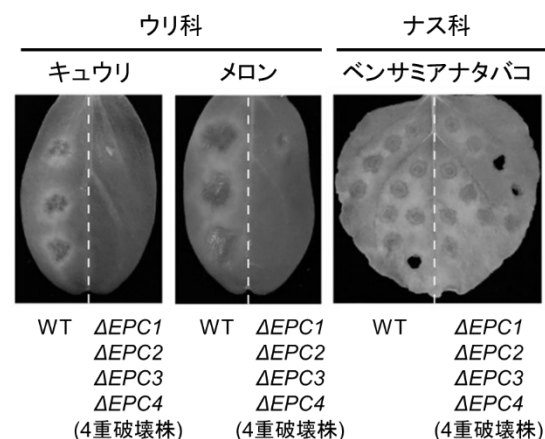 ウリ科
ナス科
キュウリ
メロン
ベンサミアナタバコ
WT ΔEPC1
ΔEPC2
ΔEPC3
ΔEPC4
(4重破壊株)
WT ΔEPC1
ΔEPC2
ΔEPC3
ΔEPC4
(4重破壊株)
WT ΔEPC1
ΔEPC2
ΔEPC3
ΔEPC4
(4重破壊株)